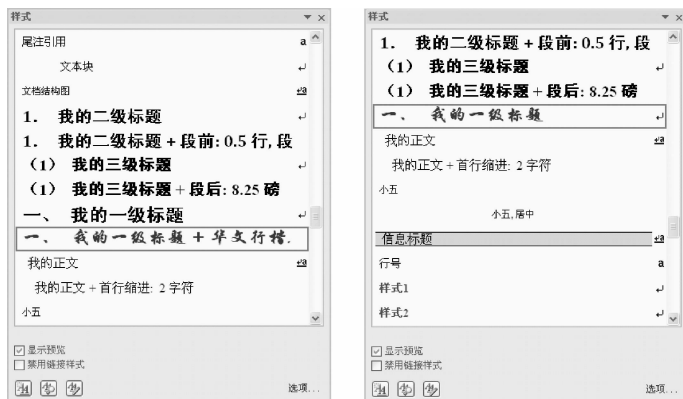 样式
尾注引用
文本块
文档结构图
1. 我的二级标题
1. 我的二级标题 + 段前: 0.5 行, 段
（1） 我的三级标题
（1） 我的三级标题 + 段后: 8.25 磅
一、 我的一级标题
一、 我的一级标题 + 华文行楷.
我的正文
我的正文 + 首行缩进: 2 字符
小五
显示预览
禁用链接样式
选项...
样式
1. 我的二级标题 + 段前: 0.5 行, 段
（1） 我的三级标题
（1） 我的三级标题 + 段后: 8.25 磅
一、 我的一级标题
我的正文
我的正文 + 首行缩进: 2 字符
小五
小五, 居中
信息标题
行号
样式1
样式2
显示预览
禁用链接样式
选项...